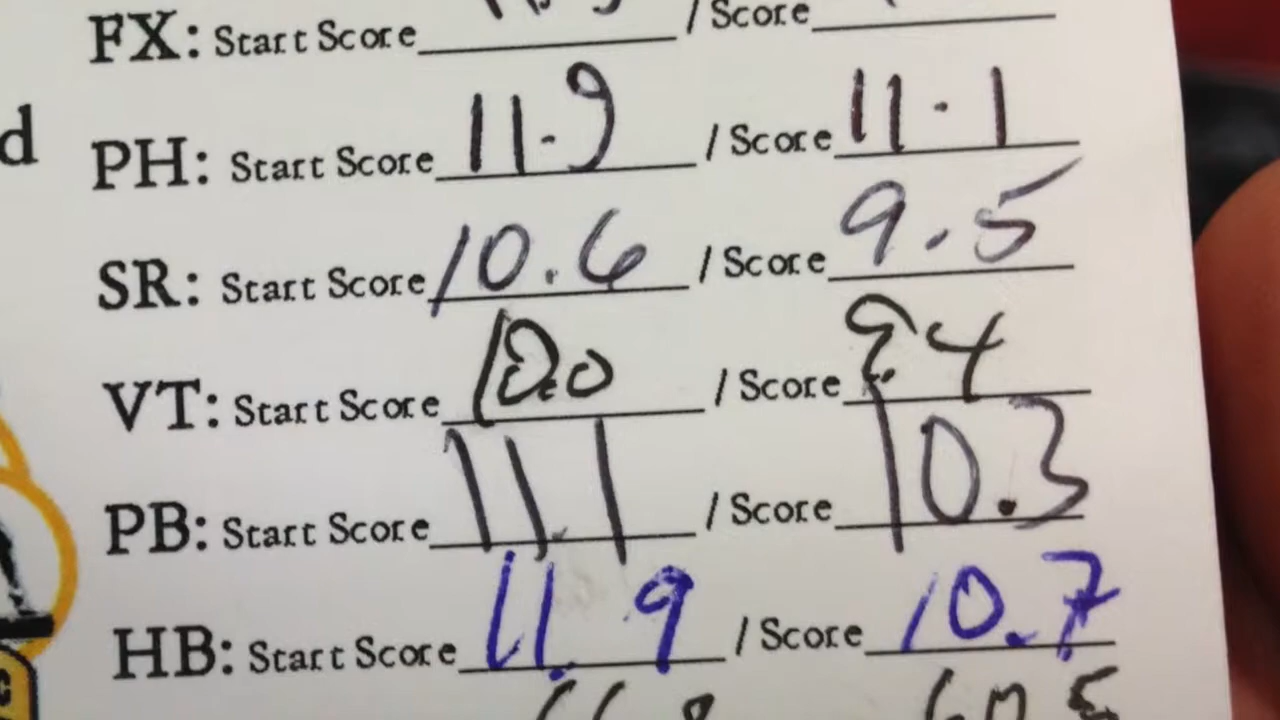 FX: Start Score / Score
d
PH: Start Score 11.9 / Score 11.1
SR: Start Score 10.6 / Score 9.5
VT: Start Score 10.0 / Score 9.4
PB: Start Score 11.1 / Score 10.3
HB: Start Score 11.9 / Score 10.7